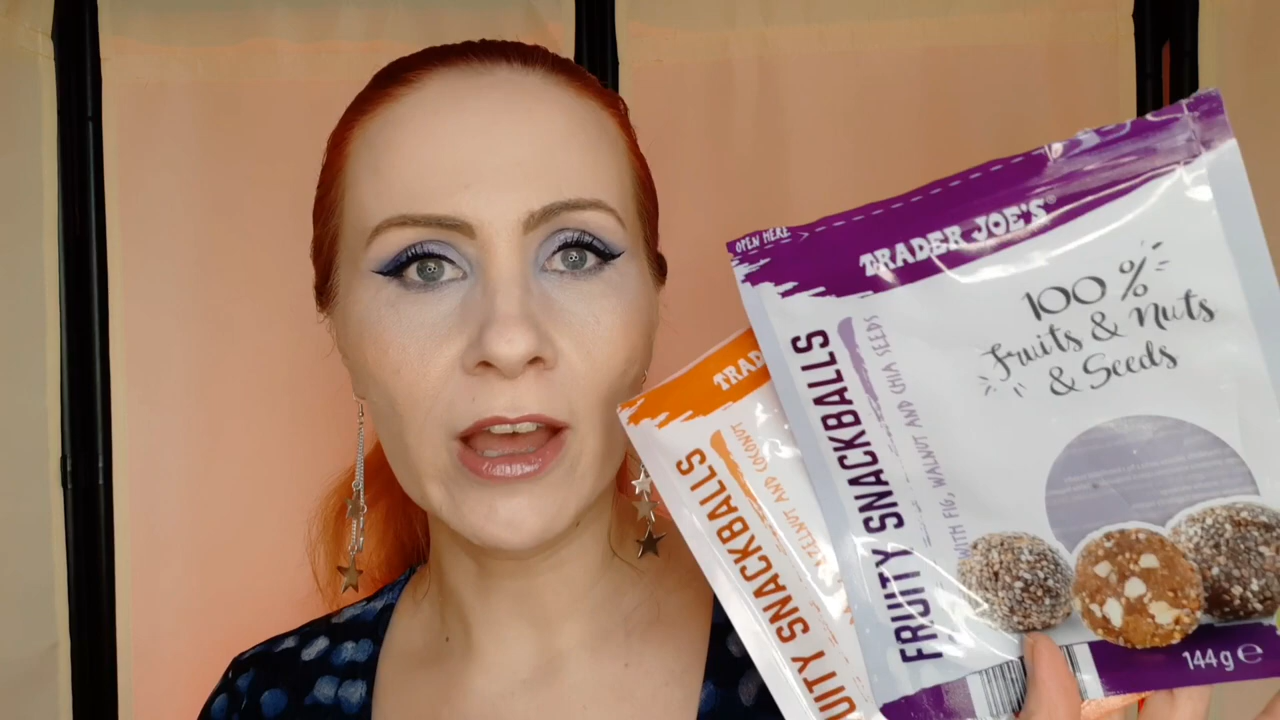 OPEN HERE
TRADER JOE'S®
100 %
Fruits & Nuts
& Seeds
FRUITY SNACKBALLS
WITH FIG, WALNUT AND CHIA SEEDS
144g℮
TRAD
UITY SNACKBALLS
AND COCONUT